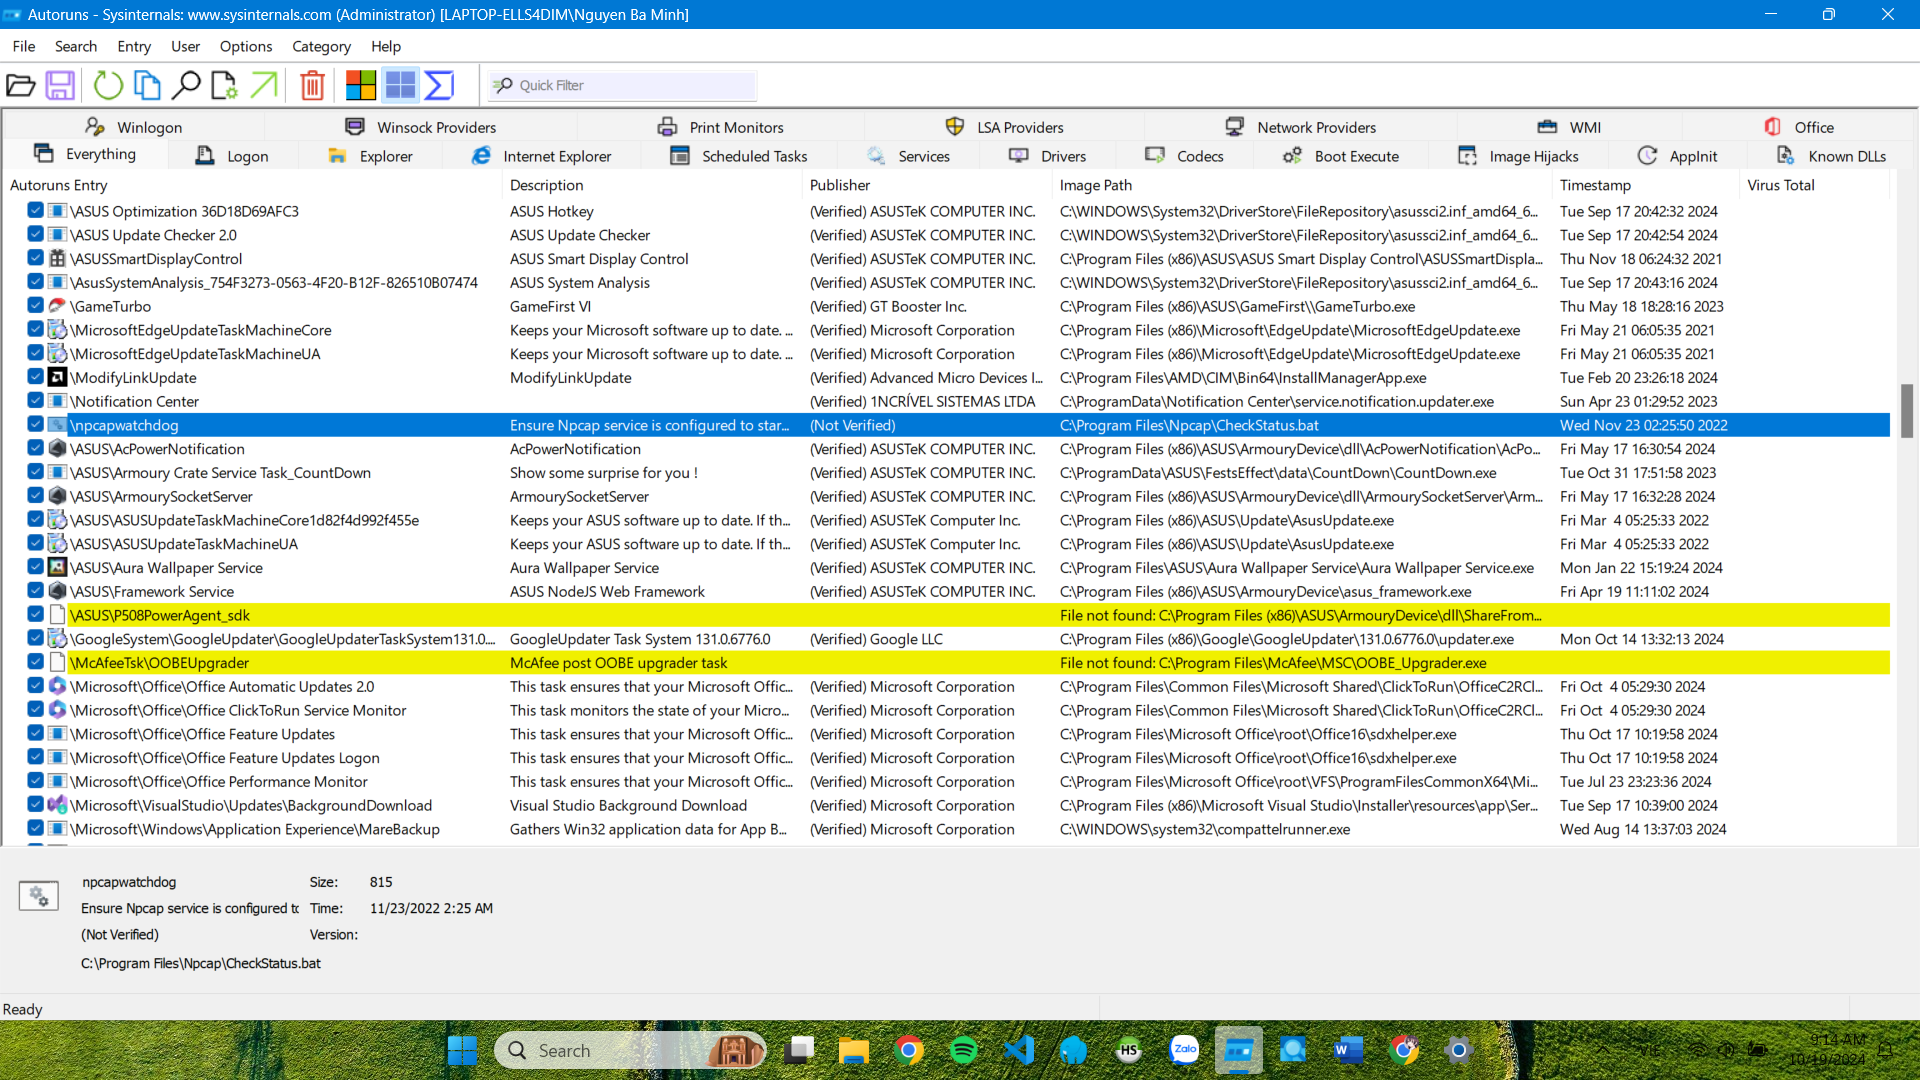 Autoruns - Sysinternals: www.sysinternals.com (Administrator) [LAPTOP-ELLS4DIM\Nguyen Ba Minh]
File Search Entry User Options Category Help
Quick Filter
Winlogon Winsock Providers Print Monitors LSA Providers Network Providers WMI Office
Everything Logon Explorer Internet Explorer Scheduled Tasks Services Drivers Codecs Boot Execute Image Hijacks AppInit Known DLLs
Autoruns Entry Description Publisher Image Path Timestamp Virus Total
\ASUS Optimization 36D18D69AFC3 ASUS Hotkey (Verified) ASUSTeK COMPUTER INC. C:\WINDOWS\System32\DriverStore\FileRepository\asussci2.inf_amd64_6... Tue Sep 17 20:42:32 2024
\ASUS Update Checker 2.0 ASUS Update Checker (Verified) ASUSTeK COMPUTER INC. C:\WINDOWS\System32\DriverStore\FileRepository\asussci2.inf_amd64_6... Tue Sep 17 20:42:54 2024
\ASUSSmartDisplayControl ASUS Smart Display Control (Verified) ASUSTeK COMPUTER INC. C:\Program Files (x86)\ASUS\ASUS Smart Display Control\ASUSSmartDispla... Thu Nov 18 06:24:32 2021
\AsusSystemAnalysis_754F3273-0563-4F20-B12F-826510B07474 ASUS System Analysis (Verified) ASUSTeK COMPUTER INC. C:\WINDOWS\System32\DriverStore\FileRepository\asussci2.inf_amd64_6... Tue Sep 17 20:43:16 2024
\GameTurbo GameFirst VI (Verified) GT Booster Inc. C:\Program Files (x86)\ASUS\GameFirst\\GameTurbo.exe Thu May 18 18:28:16 2023
\MicrosoftEdgeUpdateTaskMachineCore Keeps your Microsoft software up to date. ... (Verified) Microsoft Corporation C:\Program Files (x86)\Microsoft\EdgeUpdate\MicrosoftEdgeUpdate.exe Fri May 21 06:05:35 2021
\MicrosoftEdgeUpdateTaskMachineUA Keeps your Microsoft software up to date. ... (Verified) Microsoft Corporation C:\Program Files (x86)\Microsoft\EdgeUpdate\MicrosoftEdgeUpdate.exe Fri May 21 06:05:35 2021
\ModifyLinkUpdate ModifyLinkUpdate (Verified) Advanced Micro Devices I... C:\Program Files\AMD\CIM\Bin64\InstallManagerApp.exe Tue Feb 20 23:26:18 2024
\Notification Center (Verified) 1NCRÍVEL SISTEMAS LTDA C:\ProgramData\Notification Center\service.notification.updater.exe Sun Apr 23 01:29:52 2023
\npcapwatchdog Ensure Npcap service is configured to star... (Not Verified) C:\Program Files\Npcap\CheckStatus.bat Wed Nov 23 02:25:50 2022
\ASUS\AcPowerNotification AcPowerNotification (Verified) ASUSTeK COMPUTER INC. C:\Program Files (x86)\ASUS\ArmouryDevice\dll\AcPowerNotification\AcPo... Fri May 17 16:30:54 2024
\ASUS\Armoury Crate Service Task_CountDown Show some surprise for you ! (Verified) ASUSTeK COMPUTER INC. C:\ProgramData\ASUS\FestsEffect\data\CountDown\CountDown.exe Tue Oct 31 17:51:58 2023
\ASUS\ArmourySocketServer ArmourySocketServer (Verified) ASUSTeK COMPUTER INC. C:\Program Files (x86)\ASUS\ArmouryDevice\dll\ArmourySocketServer\Arm... Fri May 17 16:32:28 2024
\ASUS\ASUSUpdateTaskMachineCore1d82f4d992f455e Keeps your ASUS software up to date. If th... (Verified) ASUSTeK Computer Inc. C:\Program Files (x86)\ASUS\Update\AsusUpdate.exe Fri Mar 4 05:25:33 2022
\ASUS\ASUSUpdateTaskMachineUA Keeps your ASUS software up to date. If th... (Verified) ASUSTeK Computer Inc. C:\Program Files (x86)\ASUS\Update\AsusUpdate.exe Fri Mar 4 05:25:33 2022
\ASUS\Aura Wallpaper Service Aura Wallpaper Service (Verified) ASUSTeK COMPUTER INC. C:\Program Files\ASUS\Aura Wallpaper Service\Aura Wallpaper Service.exe Mon Jan 22 15:19:24 2024
\ASUS\Framework Service ASUS NodeJS Web Framework (Verified) ASUSTeK COMPUTER INC. C:\Program Files (x86)\ASUS\ArmouryDevice\asus_framework.exe Fri Apr 19 11:11:02 2024
\ASUS\P508PowerAgent_sdk File not found: C:\Program Files (x86)\ASUS\ArmouryDevice\dll\ShareFrom...
\GoogleSystem\GoogleUpdater\GoogleUpdaterTaskSystem131.0.... GoogleUpdater Task System 131.0.6776.0 (Verified) Google LLC C:\Program Files (x86)\Google\GoogleUpdater\131.0.6776.0\updater.exe Mon Oct 14 13:32:13 2024
\McAfeeTsk\OOBEUpgrader McAfee post OOBE upgrader task File not found: C:\Program Files\McAfee\MSC\OOBE_Upgrader.exe
\Microsoft\Office\Office Automatic Updates 2.0 This task ensures that your Microsoft Offic... (Verified) Microsoft Corporation C:\Program Files\Common Files\Microsoft Shared\ClickToRun\OfficeC2RCl... Fri Oct 4 05:29:30 2024
\Microsoft\Office\Office ClickToRun Service Monitor This task monitors the state of your Micro... (Verified) Microsoft Corporation C:\Program Files\Common Files\Microsoft Shared\ClickToRun\OfficeC2RCl... Fri Oct 4 05:29:30 2024
\Microsoft\Office\Office Feature Updates This task ensures that your Microsoft Offic... (Verified) Microsoft Corporation C:\Program Files\Microsoft Office\root\Office16\sdxhelper.exe Thu Oct 17 10:19:58 2024
\Microsoft\Office\Office Feature Updates Logon This task ensures that your Microsoft Offic... (Verified) Microsoft Corporation C:\Program Files\Microsoft Office\root\Office16\sdxhelper.exe Thu Oct 17 10:19:58 2024
\Microsoft\Office\Office Performance Monitor This task ensures that your Microsoft Offic... (Verified) Microsoft Corporation C:\Program Files\Microsoft Office\root\VFS\ProgramFilesCommonX64\Mi... Tue Jul 23 23:23:36 2024
\Microsoft\VisualStudio\Updates\BackgroundDownload Visual Studio Background Download (Verified) Microsoft Corporation C:\Program Files (x86)\Microsoft Visual Studio\Installer\resources\app\Ser... Tue Sep 17 10:39:00 2024
\Microsoft\Windows\Application Experience\MareBackup Gathers Win32 application data for App B... (Verified) Microsoft Corporation C:\WINDOWS\system32\compattelrunner.exe Wed Aug 14 13:37:03 2024
npcapwatchdog Size: 815
Ensure Npcap service is configured to Time: 11/23/2022 2:25 AM
(Not Verified) Version:
C:\Program Files\Npcap\CheckStatus.bat
Ready
Search
HS
Zalo
9:14 AM
10/19/2024